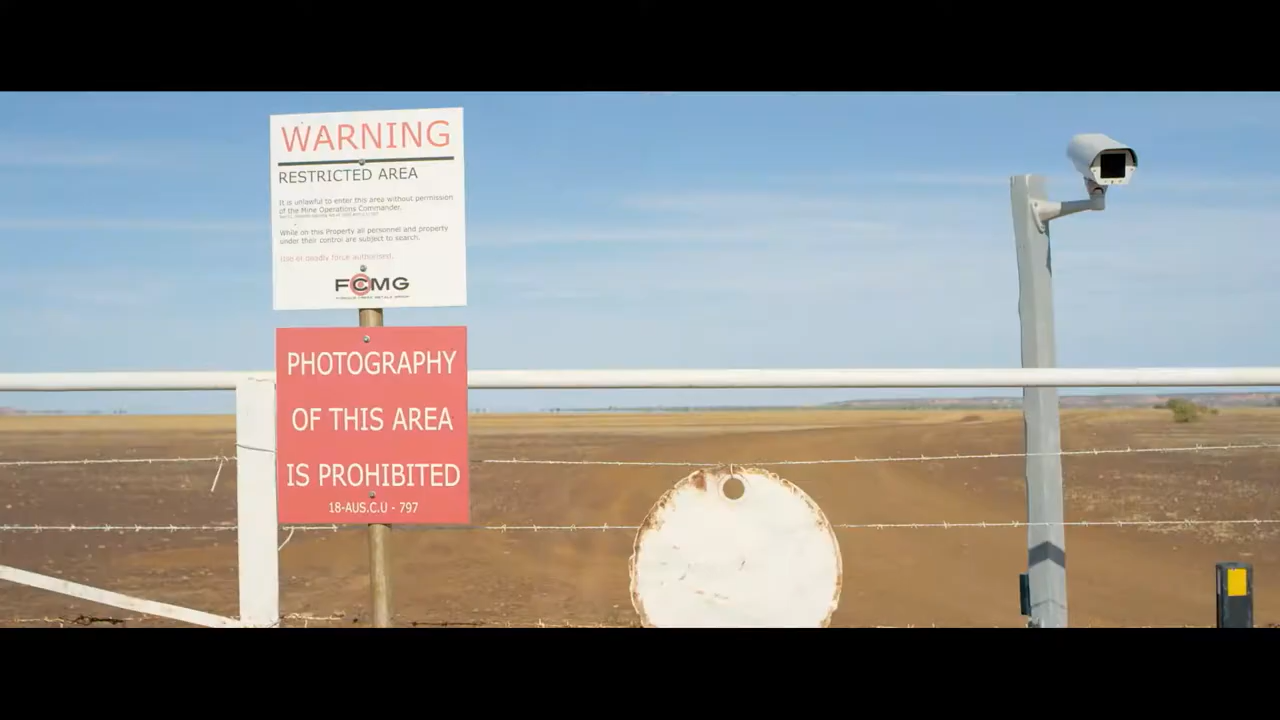 WARNING
RESTRICTED AREA
It is unlawful to enter this area without permission
of the Mine Operations Commander.
While on this Property all personnel and property
under their control are subject to search.
Use of deadly force authorized.
FCMG
PHOTOGRAPHY
OF THIS AREA
IS PROHIBITED
18-AUS.C.U - 797